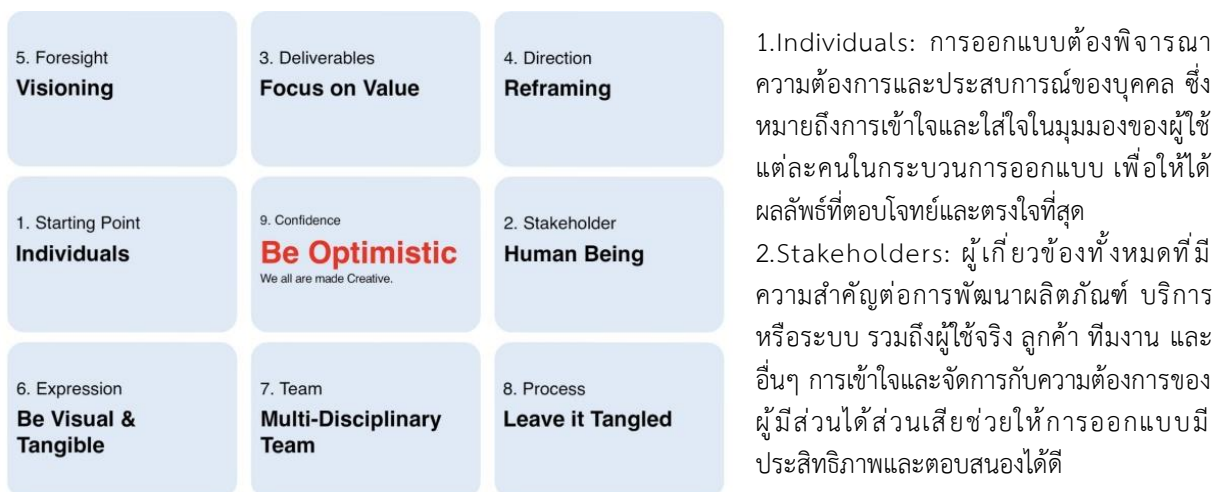 5. Foresight
Visioning
3. Deliverables
Focus on Value
4. Direction
Reframing
1. Starting Point
Individuals
9. Confidence
Be Optimistic
We all are made Creative.
2. Stakeholder
Human Being
6. Expression
Be Visual &
Tangible
7. Team
Multi-Disciplinary
Team
8. Process
Leave it Tangled
1.Individuals: การออกแบบต้องพิจารณา
ความต้องการและประสบการณ์ของบุคคล ซึ่ง
หมายถึงการเข้าใจและใส่ใจในมุมมองของผู้ใช้
แต่ละคนในกระบวนการออกแบบ เพื่อให้ได้
ผลลัพธ์ที่ตอบโจทย์และตรงใจที่สุด
2.Stakeholders: ผู้เกี่ยวข้องทั้งหมดที่มี
ความสำคัญต่อการพัฒนาผลิตภัณฑ์ บริการ
หรือระบบ รวมถึงผู้ใช้จริง ลูกค้า ทีมงาน และ
อื่นๆ การเข้าใจและจัดการกับความต้องการของ
ผู้มีส่วนได้ส่วนเสียช่วยให้การออกแบบมี
ประสิทธิภาพและตอบสนองได้ดี